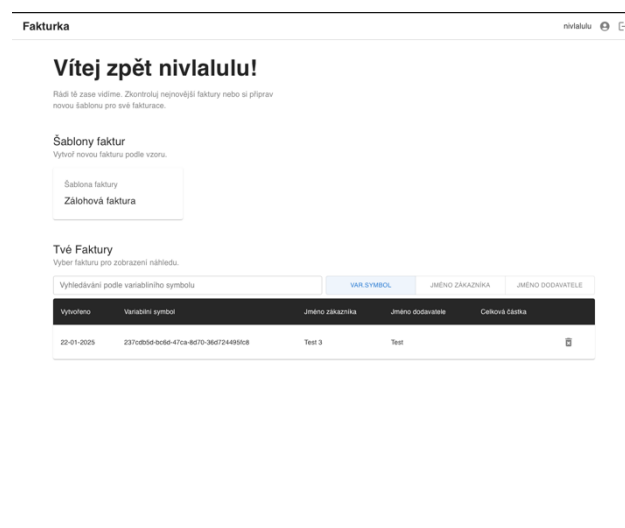 Fakturka
nivlalulu
Vítej zpět nivlalulu!
Rádi tě zase vidíme. Zkontroluj nejnovější faktury nebo si připrav
novou šablonu pro své fakturace.
Šablony faktur
Vytvoř novou fakturu podle vzoru.
Šablona faktury
Zálohová faktura
Tvé Faktury
Vyber fakturu pro zobrazení náhledu.
Vyhledávání podle variabliního symbolu
VAR.SYMBOL
JMÉNO ZÁKAZNÍKA
JMÉNO DODAVATELE
Vytvořeno Variabilní symbol Jméno zákazníka Jméno dodavatele Celková částka
22-01-2025 237cdb5d-bc6d-47ca-8d70-36d724495fc8 Test 3 Test